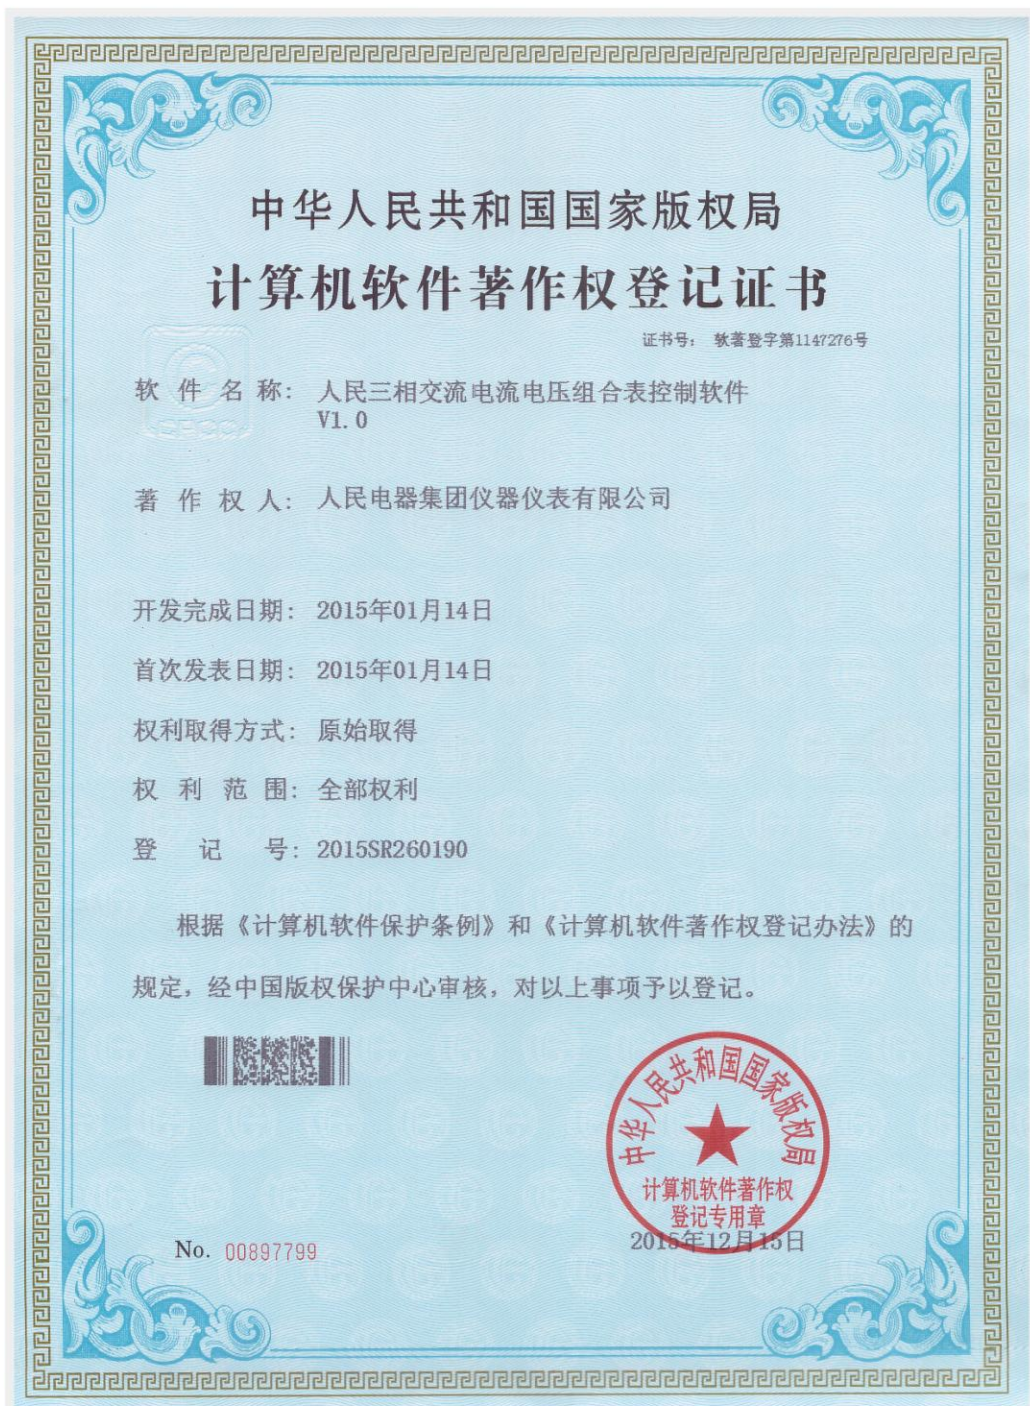 中华人民共和国国家版权局
计算机软件著作权登记证书
证书号： 软著登字第1147276号
软件名称： 人民三相交流电流电压组合表控制软件
V1.0
著作权人： 人民电器集团仪器仪表有限公司
开发完成日期： 2015年01月14日
首次发表日期： 2015年01月14日
权利取得方式： 原始取得
权利范围： 全部权利
登记号： 2015SR260190
根据《计算机软件保护条例》和《计算机软件著作权登记办法》的
规定，经中国版权保护中心审核，对以上事项予以登记。
中华人民共和国国家版权局
计算机软件著作权
登记专用章
2015年12月15日
No. 00897799